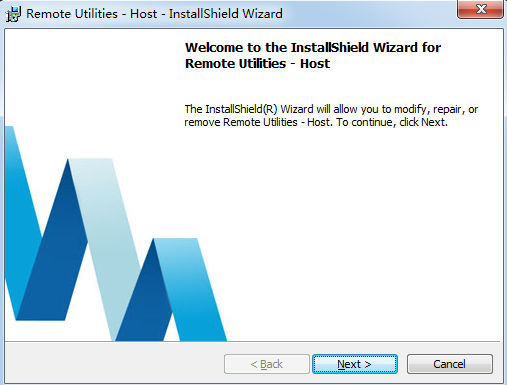 Remote Utilities - Host - InstallShield Wizard
Welcome to the InstallShield Wizard for
Remote Utilities - Host
The InstallShield(R) Wizard will allow you to modify, repair, or
remove Remote Utilities - Host. To continue, click Next.
< Back
Next >
Cancel